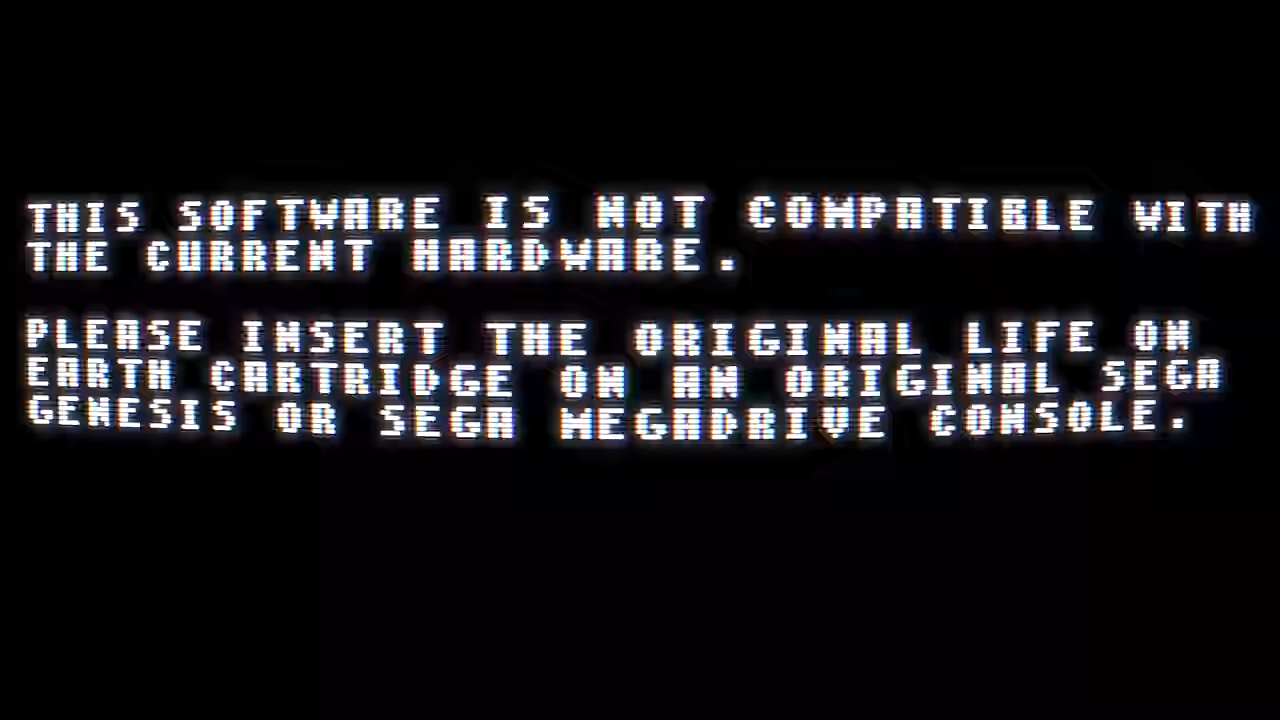 THIS SOFTWARE IS NOT COMPATIBLE WITH
THE CURRENT HARDWARE.
PLEASE INSERT THE ORIGINAL LIFE ON
EARTH CARTRIDGE ON AN ORIGINAL SEGA
GENESIS OR SEGA MEGADRIVE CONSOLE.